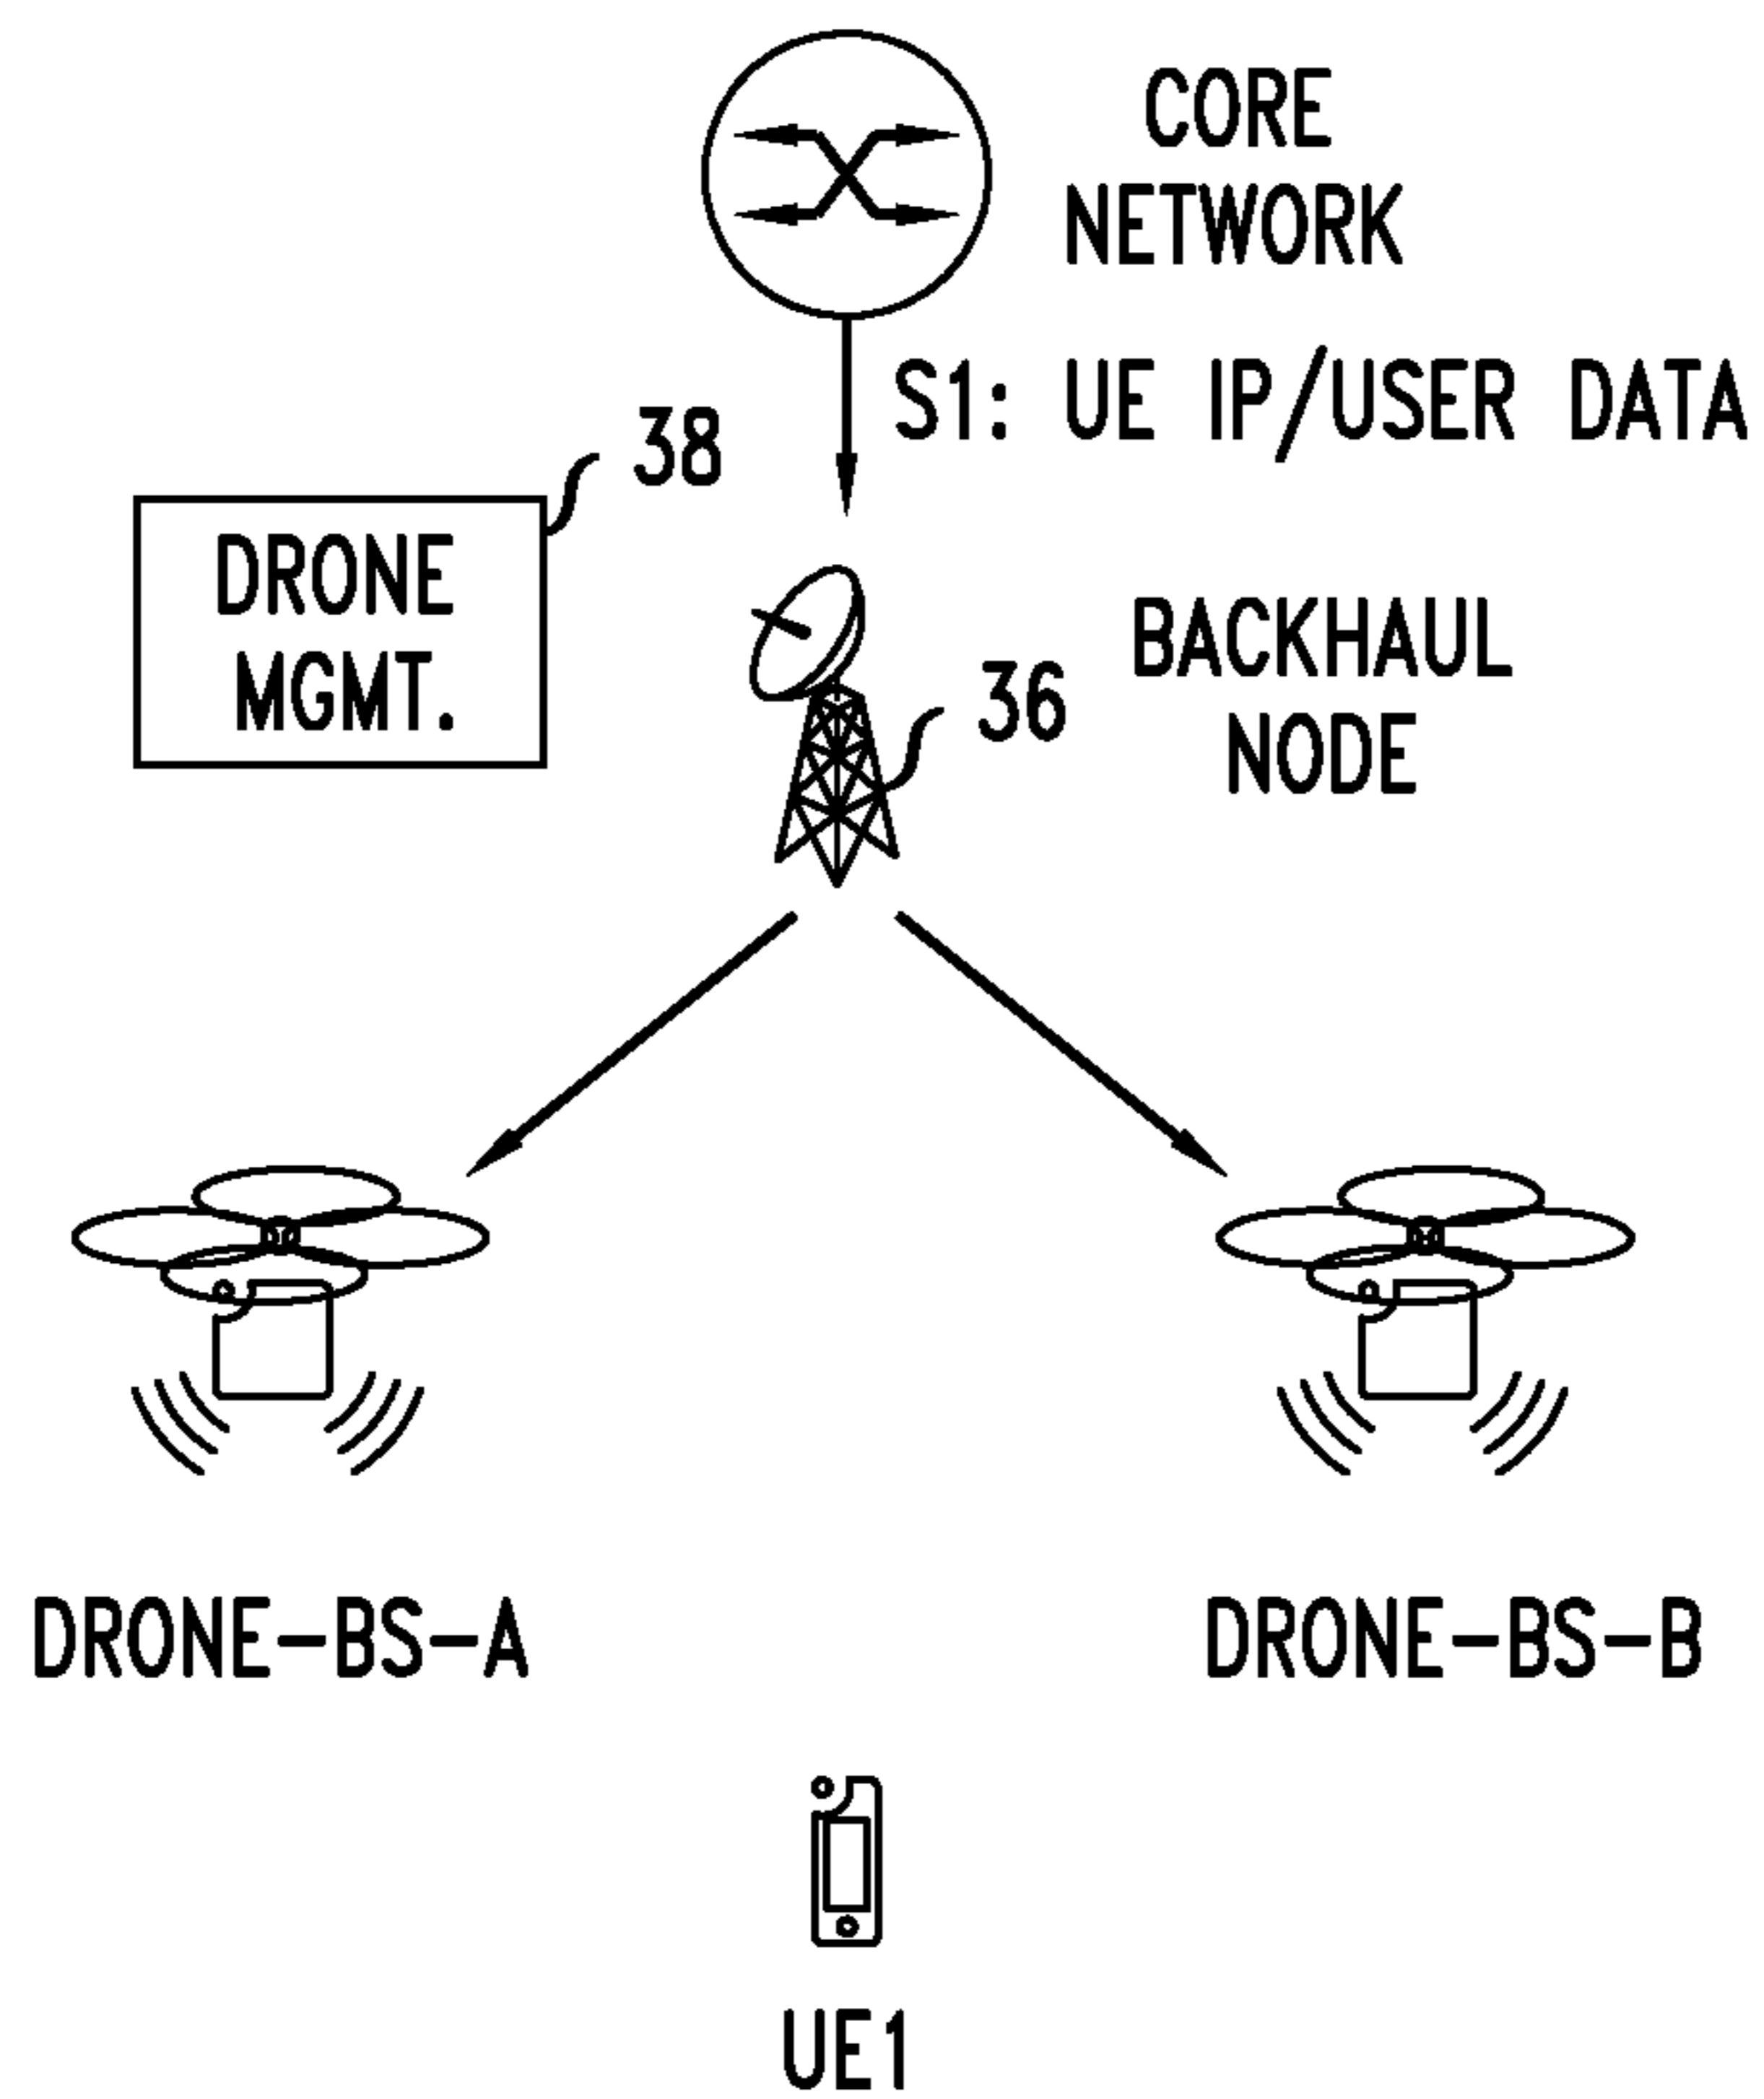 CORE
NETWORK
S1: UE IP/USER DATA
38
DRONE
MGMT.
BACKHAUL
NODE
36
DRONE-BS-A
DRONE-BS-B
UE1